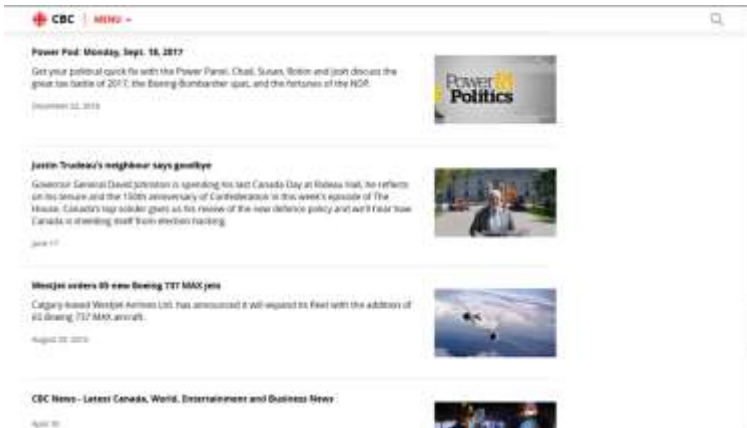 CBC | MENU
Power Pod: Monday, Sept. 18, 2017
Get your political quick fix with the Power Panel. Chad, Susan, Robin and Josh discuss the
great tax battle of 2017, the Boeing-Bombardier spat, and the fortunes of the NDP.
Power & Politics
Justin Trudeau's neighbour says goodbye
Governor General David Johnston is spending his last Canada Day at Rideau Hall, he reflects
on his tenure and the 150th anniversary of Confederation in this week's episode of The
House. Canada's top soldier gives us his review of the new defence policy and we'll hear how
Canada is shielding itself from election hacking.
June 17
WestJet orders 65 new Boeing 737 MAX jets
Calgary-based WestJet Airlines Ltd. has announced it will expand its fleet with the addition of
65 Boeing 737 MAX aircraft.
CBC News - Latest Canada, World, Entertainment and Business News